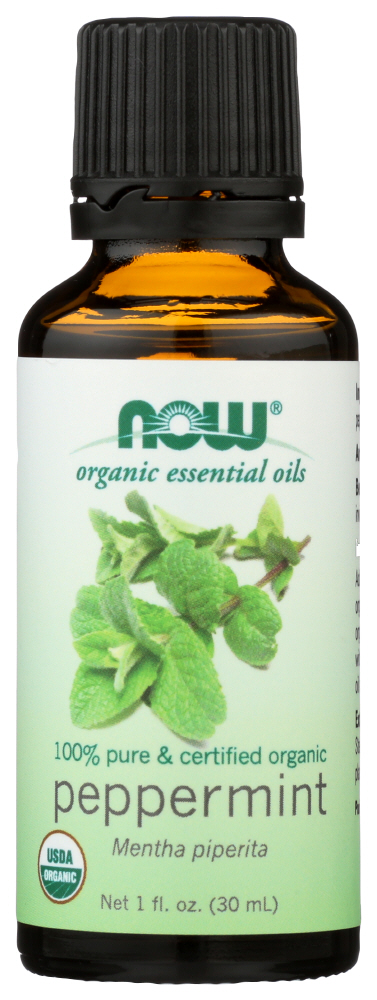 NOW®
organic essential oils
100% pure & certified organic
peppermint
Mentha piperita
USDA
ORGANIC
Net 1 fl. oz. (30 mL)